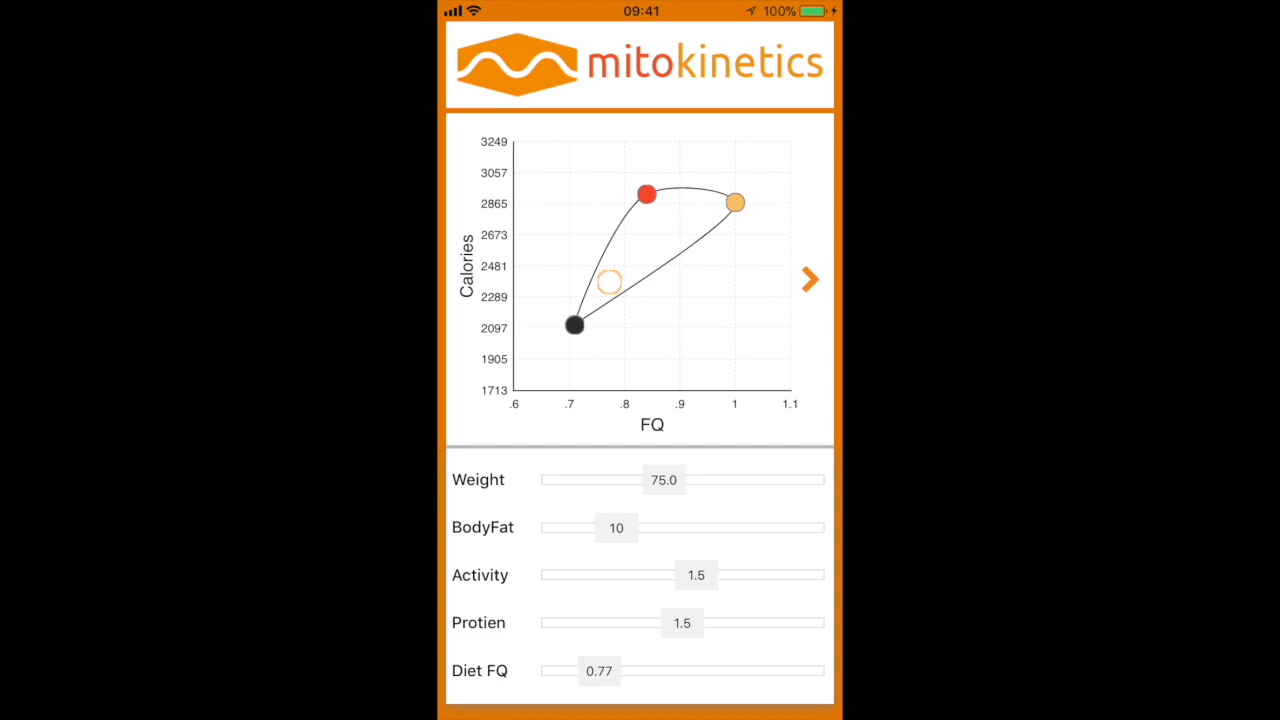 09:41
100%
mitokinetics
3249
3057
2865
2673
2481
2289
2097
1905
1713
Calories
.6 .7 .8 .9 1 1.1
FQ
Weight 75.0
BodyFat 10
Activity 1.5
Protien 1.5
Diet FQ 0.77